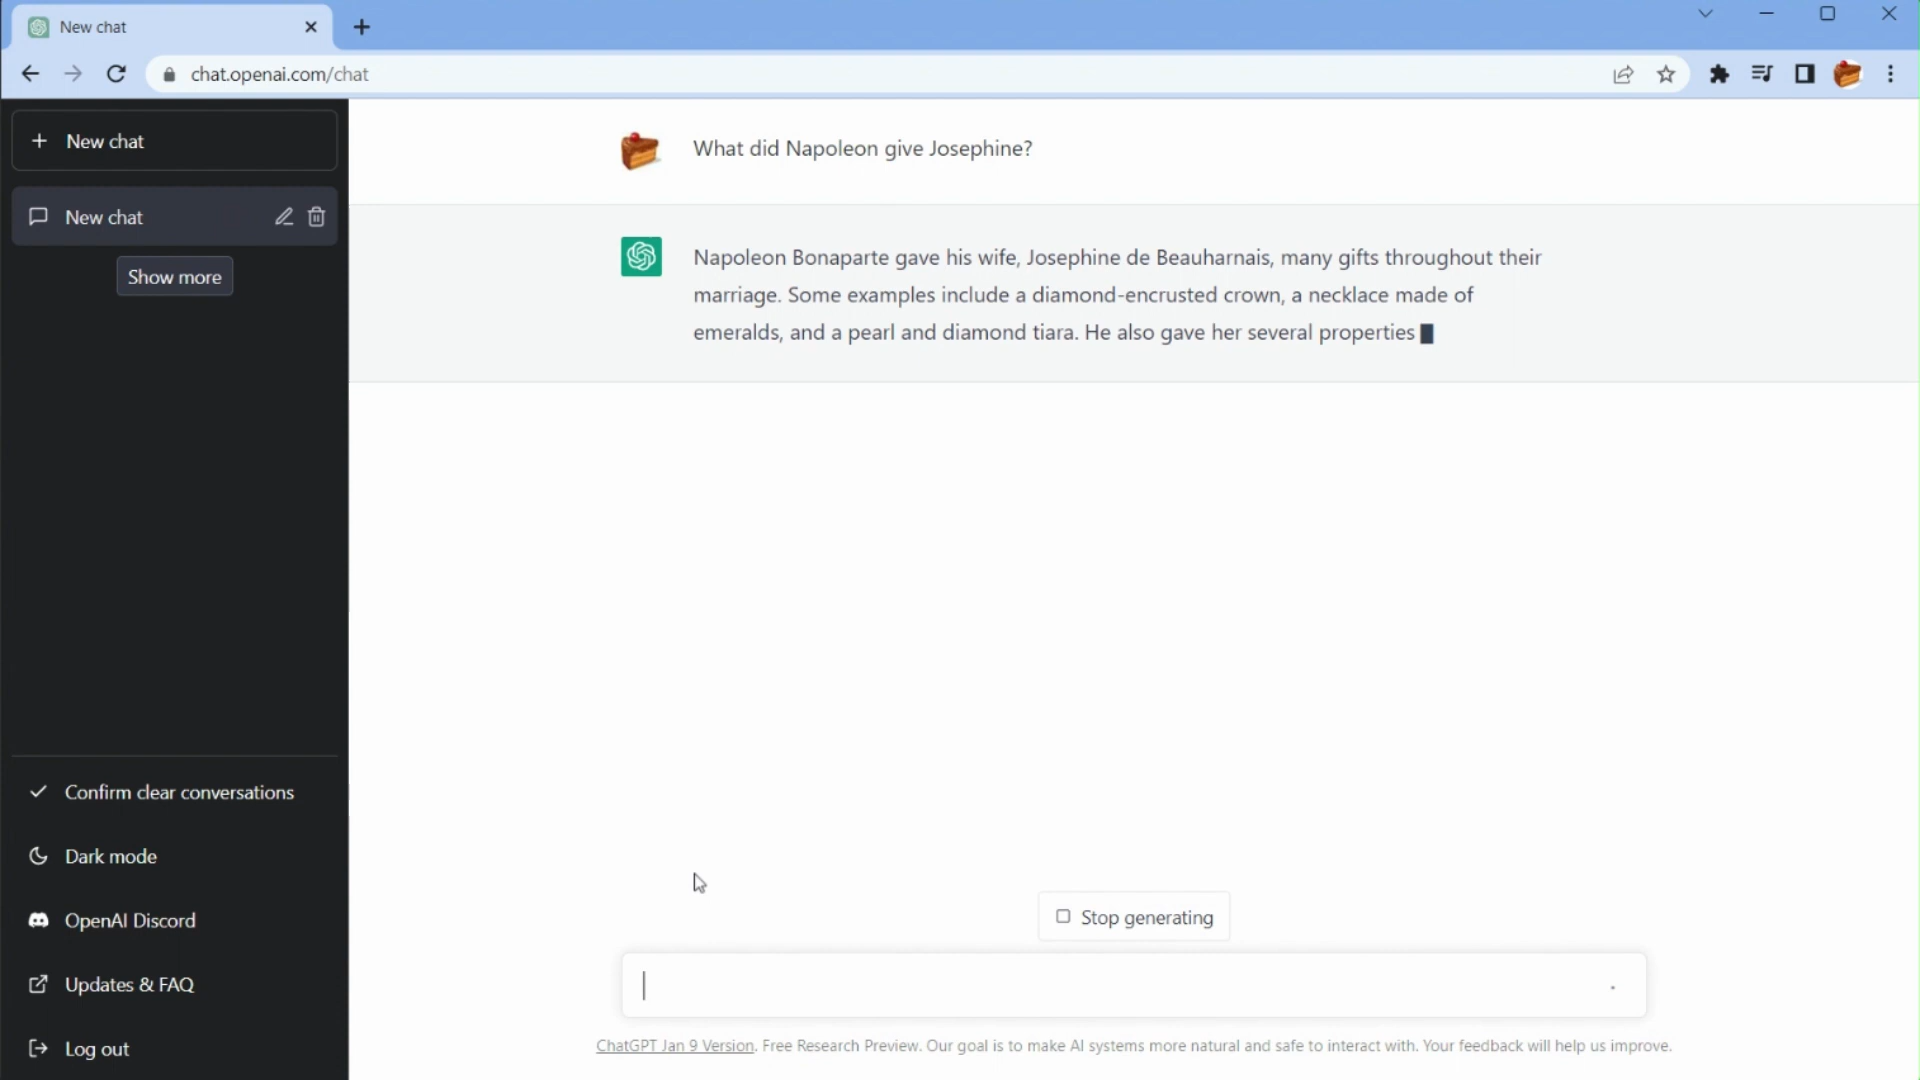 New chat
chat.openai.com/chat
New chat
New chat
Show more
What did Napoleon give Josephine?
Napoleon Bonaparte gave his wife, Josephine de Beauharnais, many gifts throughout their
marriage. Some examples include a diamond-encrusted crown, a necklace made of
emeralds, and a pearl and diamond tiara. He also gave her several properties
Confirm clear conversations
Dark mode
OpenAI Discord
Updates & FAQ
Log out
Stop generating
ChatGPT Jan 9 Version. Free Research Preview. Our goal is to make AI systems more natural and safe to interact with. Your feedback will help us improve.